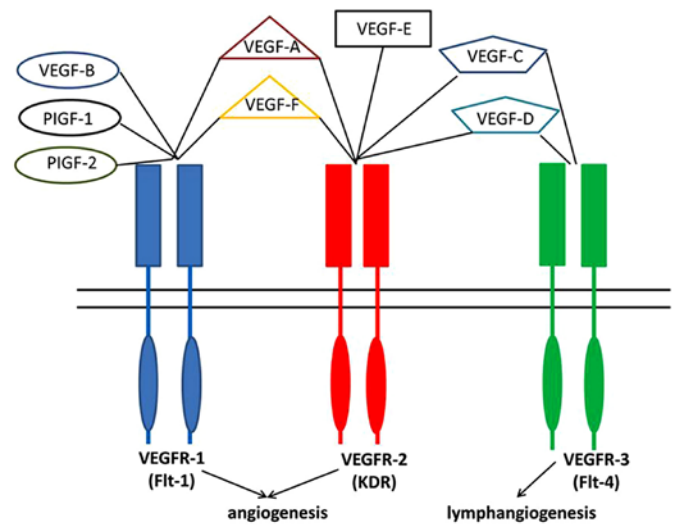 VEGF-E
VEGF-A
VEGF-C
VEGF-B
VEGF-F
PIGF-1
VEGF-D
PIGF-2
VEGFR-1
(Flt-1)
VEGFR-2
(KDR)
VEGFR-3
(Flt-4)
angiogenesis
lymphangiogenesis